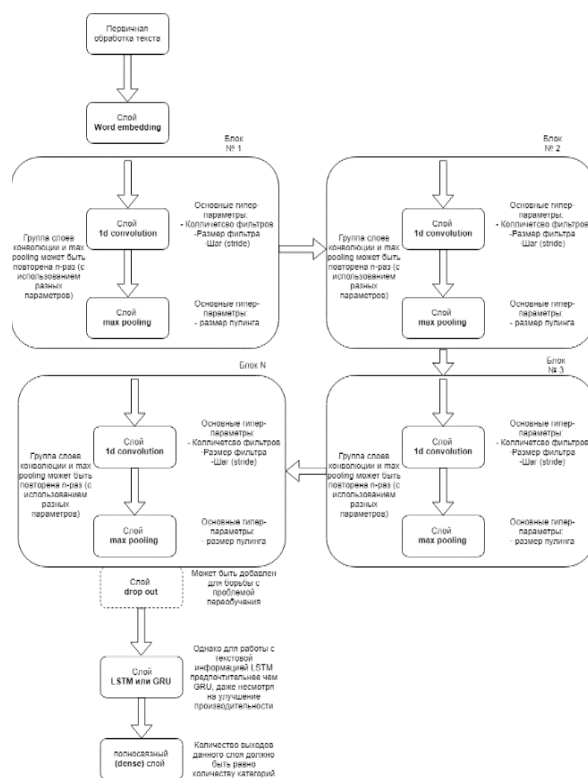 Первичная
обработка текста
Слой
Word embedding
Блок
№ 1
Слой
1d convolution
Основные гипер-
параметры:
- Колличетсво фильтров
-Размер фильтра
-Шаг (stride)
Группа слоев
конволюции и max
pooling может быть
повторена n-раз (с
использованием
разных
параметров)
Слой
max pooling
Основные гипер-
параметры:
- размер пулинга
Блок
№ 2
Слой
1d convolution
Основные гипер-
параметры:
- Колличетсво фильтров
-Размер фильтра
-Шаг (stride)
Группа слоев
конволюции и max
pooling может быть
повторена n-раз (с
использованием
разных
параметров)
Слой
max pooling
Основные гипер-
параметры:
- размер пулинга
Блок
№ 3
Слой
1d convolution
Основные гипер-
параметры:
- Колличетсво фильтров
-Размер фильтра
-Шаг (stride)
Группа слоев
конволюции и max
pooling может быть
повторена n-раз (с
использованием
разных
параметров)
Слой
max pooling
Основные гипер-
параметры:
- размер пулинга
Блок N
Слой
1d convolution
Основные гипер-
параметры:
- Колличетсво фильтров
-Размер фильтра
-Шаг (stride)
Группа слоев
конволюции и max
pooling может быть
повторена n-раз (с
использованием
разных
параметров)
Слой
max pooling
Основные гипер-
параметры:
- размер пулинга
Слой
drop out
Может быть добавлен
для борьбы с
проблемой
переобучения
Слой
LSTM или GRU
Однако для работы с
текстовой
информацией LSTM
предпочтительнее чем
GRU, даже несмотря
на улучшение
производительности
полносвязный
(dense) слой
Количество выходов
данного слоя должно
быть равно
количеству категорий